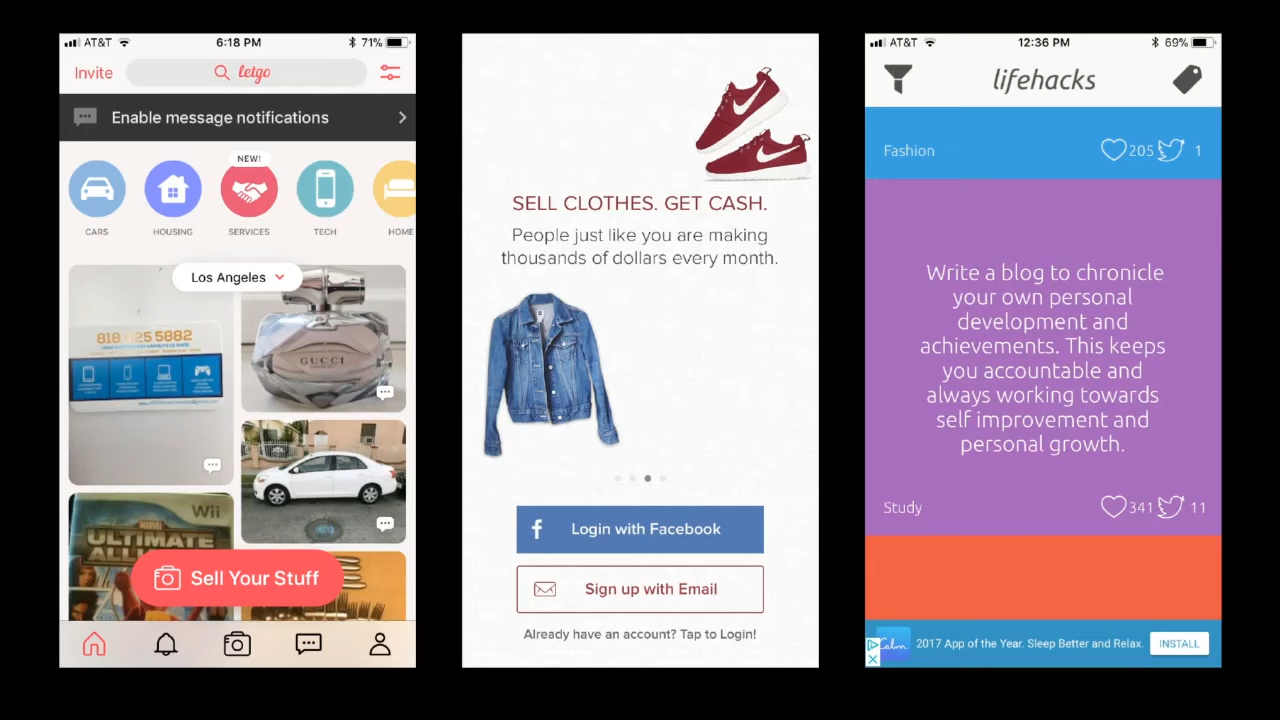 AT&T 6:18 PM 71%
Invite letgo
Enable message notifications
NEW!
CARS HOUSING SERVICES TECH HOME
Los Angeles
5882
GUCCI
Wii
MARVEL
ULTIMATE
Sell Your Stuff
SELL CLOTHES. GET CASH.
People just like you are making
thousands of dollars every month.
Login with Facebook
Sign up with Email
Already have an account? Tap to Login!
AT&T 12:36 PM 69%
lifehacks
Fashion 205 1
Write a blog to chronicle
your own personal
development and
achievements. This keeps
you accountable and
always working towards
self improvement and
personal growth.
Study 341 11
Calm 2017 App of the Year. Sleep Better and Relax. INSTALL